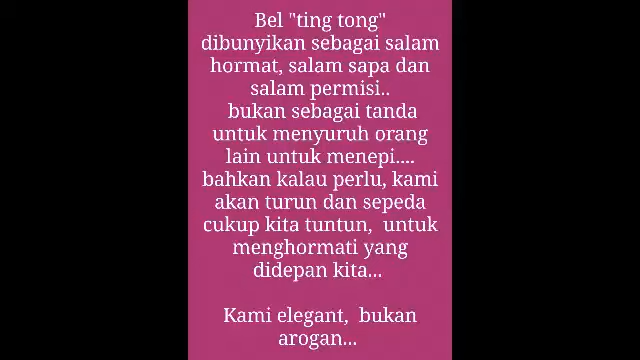 Bel "ting tong"
dibunyikan sebagai salam
hormat, salam sapa dan
salam permisi..
bukan sebagai tanda
untuk menyuruh orang
lain untuk menepi....
bahkan kalau perlu, kami
akan turun dan sepeda
cukup kita tuntun,  untuk
menghormati yang
didepan kita...
Kami elegant,  bukan
arogan...